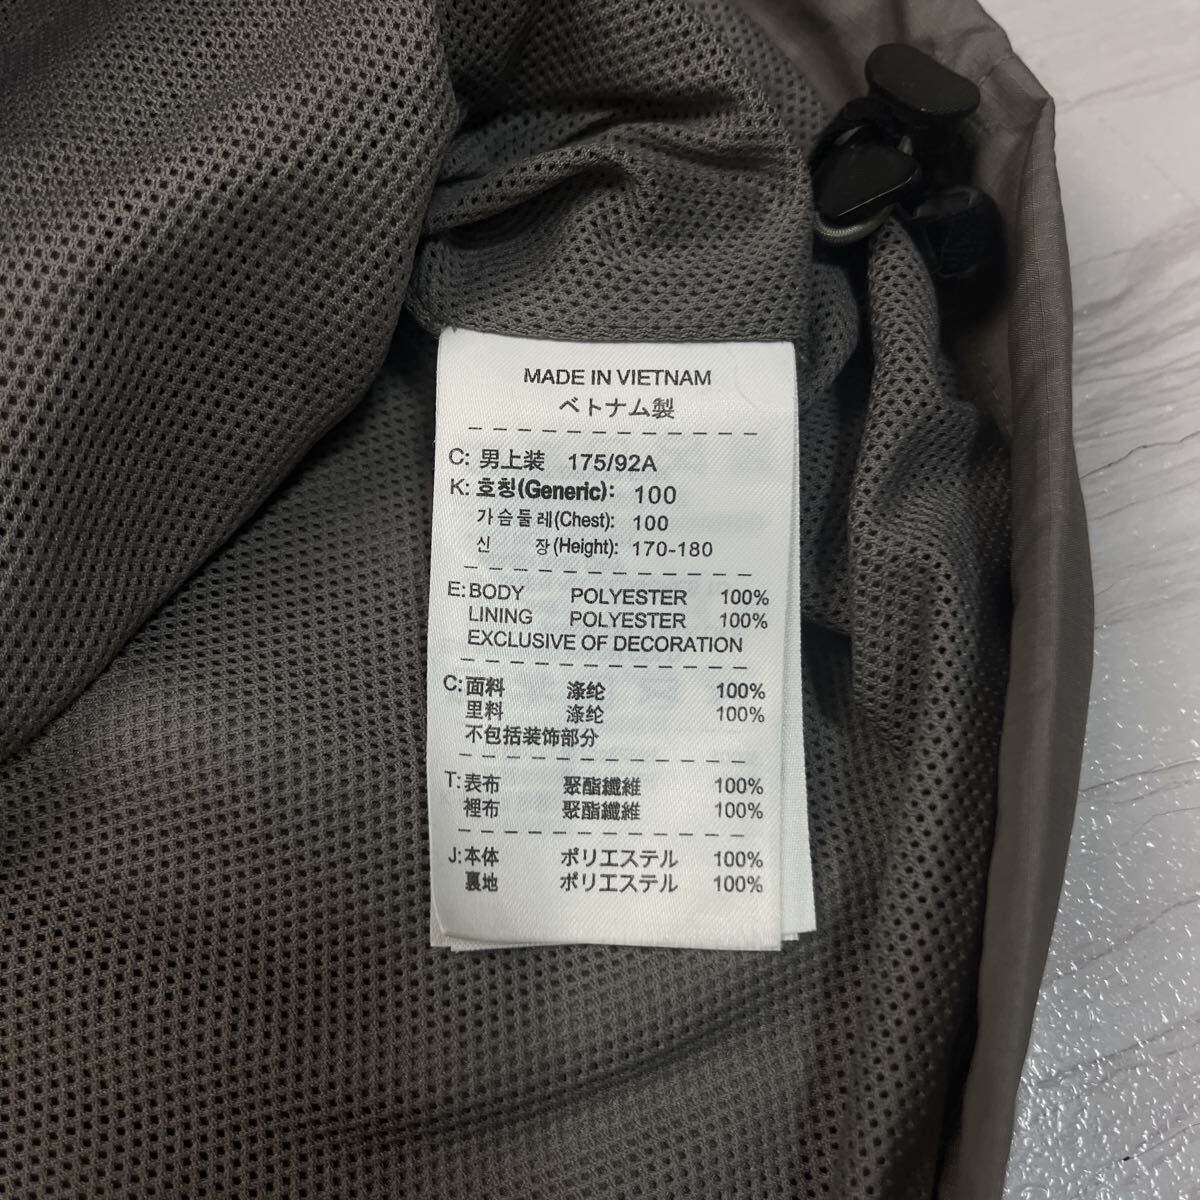 MADE IN VIETNAM
ベトナム製
C: 男上装 175/92A
K: 호칭(Generic): 100
가슴둘레(Chest): 100
신 장(Height): 170-180
E: BODY POLYESTER 100%
LINING POLYESTER 100%
EXCLUSIVE OF DECORATION
C: 面料 涤纶 100%
里料 涤纶 100%
不包括装饰部分
T: 表布 聚酯纖維 100%
裡布 聚酯纖維 100%
J: 本体 ポリエステル 100%
裏地 ポリエステル 100%